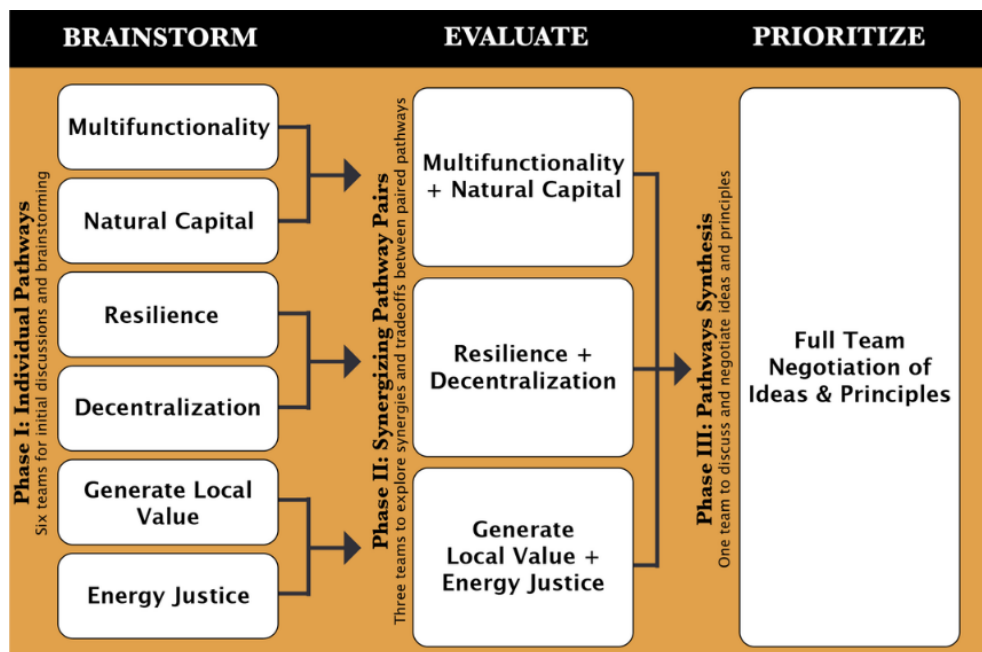 BRAINSTORM
EVALUATE
PRIORITIZE
Phase I: Individual Pathways
Six teams for initial discussions and brainstorming
Multifunctionality
Natural Capital
Resilience
Decentralization
Generate Local
Value
Energy Justice
Phase II: Synergizing Pathway Pairs
Three teams to explore synergies and tradeoffs between paired pathways
Multifunctionality
+ Natural Capital
Resilience +
Decentralization
Generate
Local Value +
Energy Justice
Phase III: Pathways Synthesis
One team to discuss and negotiate ideas and principles
Full Team
Negotiation of
Ideas & Principles